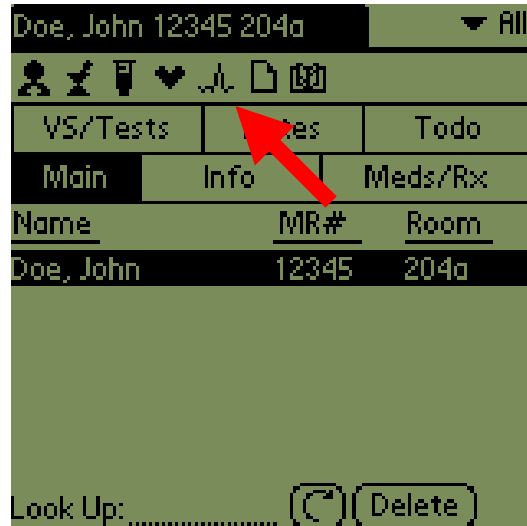 Doe, John 12345 204a All
VS/Tests Todo
Main Info Meds/Rx
Name MR# Room
Doe, John 12345 204a
Look Up: Delete